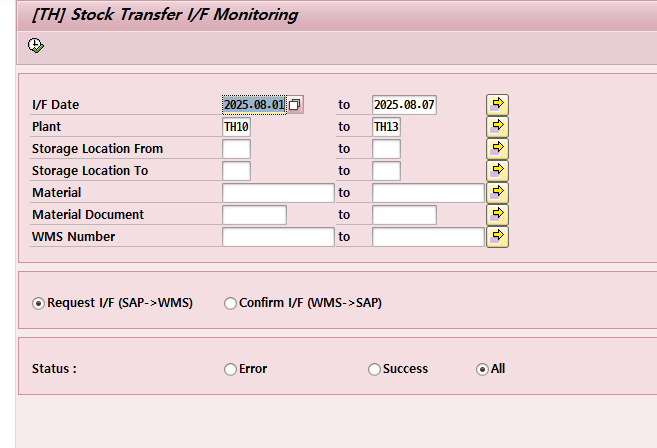 [TH] Stock Transfer I/F Monitoring
I/F Date 2025.08.01 to 2025.08.07
Plant TH10 to TH13
Storage Location From to
Storage Location To to
Material to
Material Document to
WMS Number to
Request I/F (SAP->WMS) Confirm I/F (WMS->SAP)
Status : Error Success All